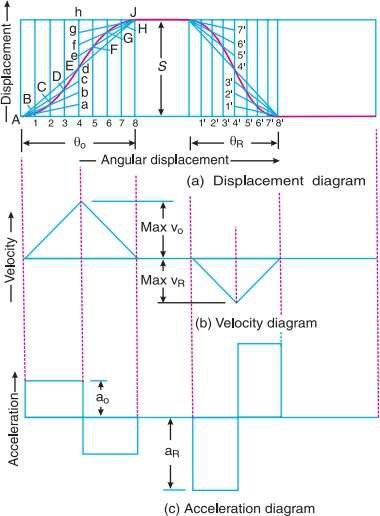 Displacement
h J
g G H
f F
e
E d
D c
C b
B a
A
1 2 3 4 5 6 7 8
S
7'
6'
5'
4'
3'
2'
1'
1' 2' 3' 4' 5' 6' 7' 8'
θo θR
Angular displacement
(a) Displacement diagram
Velocity
Max vo
Max vR
(b) Velocity diagram
Acceleration
ao
aR
(c) Acceleration diagram